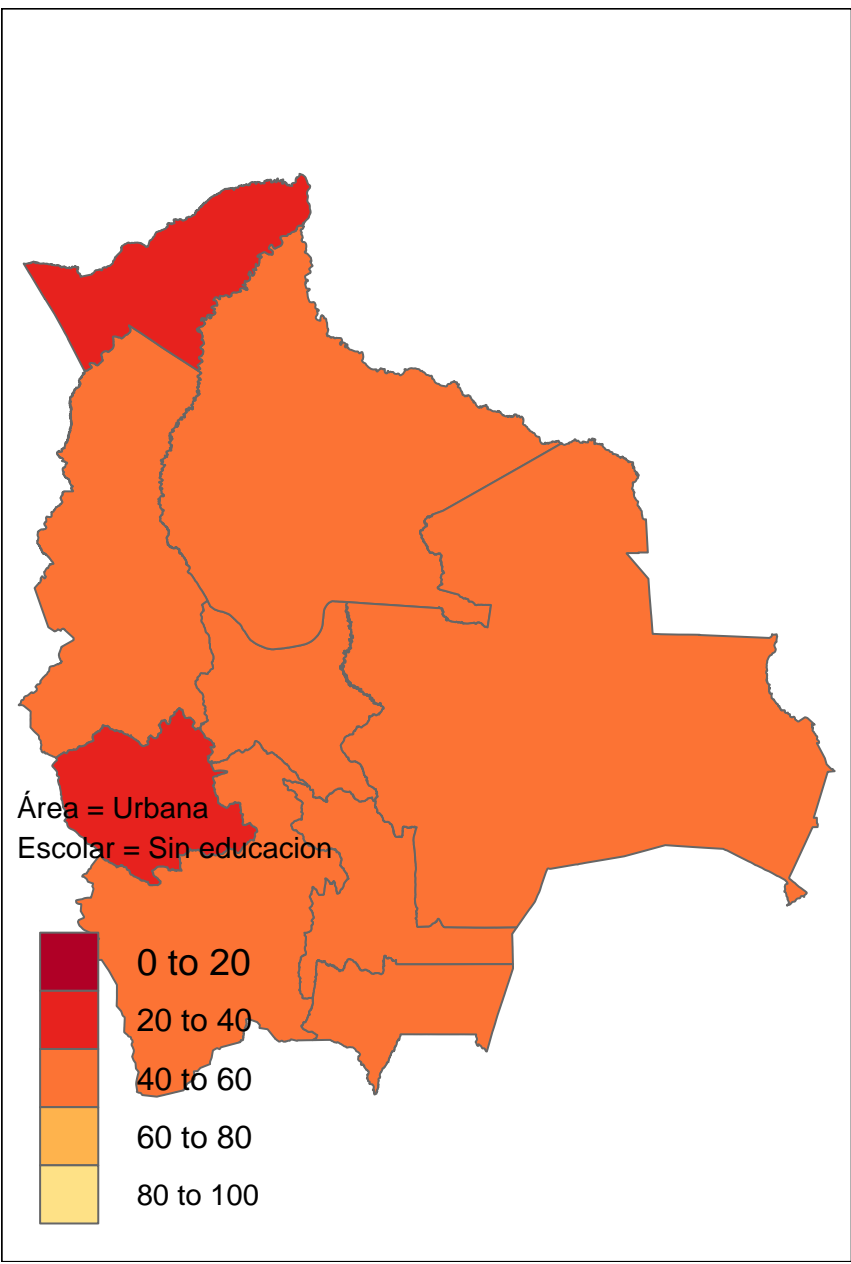 Área = Urbana
Escolar = Sin educacion
0 to 20
20 to 40
40 to 60
60 to 80
80 to 100